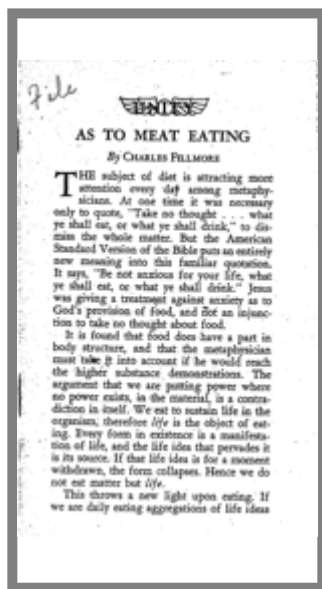 File
UNITY
AS TO MEAT EATING
By CHARLES FILLMORE
THE subject of diet is attracting more
attention every day among metaphy-
sicians. At one time it was necessary
only to quote, "Take no thought . . . what
ye shall eat, or what ye shall drink," to dis-
miss the whole matter. But the American
Standard Version of the Bible puts an entirely
new meaning into this familiar quotation.
It says, "Be not anxious for your life, what
ye shall eat, or what ye shall drink." Jesus
was giving a treatment against anxiety as to
God's provision of food, and not an injunc-
tion to take no thought about food.
It is found that food does have a part in
body structure, and that the metaphysician
must take it into account if he would reach
the higher substance demonstrations. The
argument that we are putting power where
no power exists, in the material, is a contra-
diction in itself. We eat to sustain life in the
organism, therefore life is the object of eat-
ing. Every form in existence is a manifesta-
tion of life, and the life idea that pervades it
is its source. If that life idea is for a moment
withdrawn, the form collapses. Hence we do
not eat matter but life.
This throws a new light upon eating. If
we are daily eating aggregations of life ideas